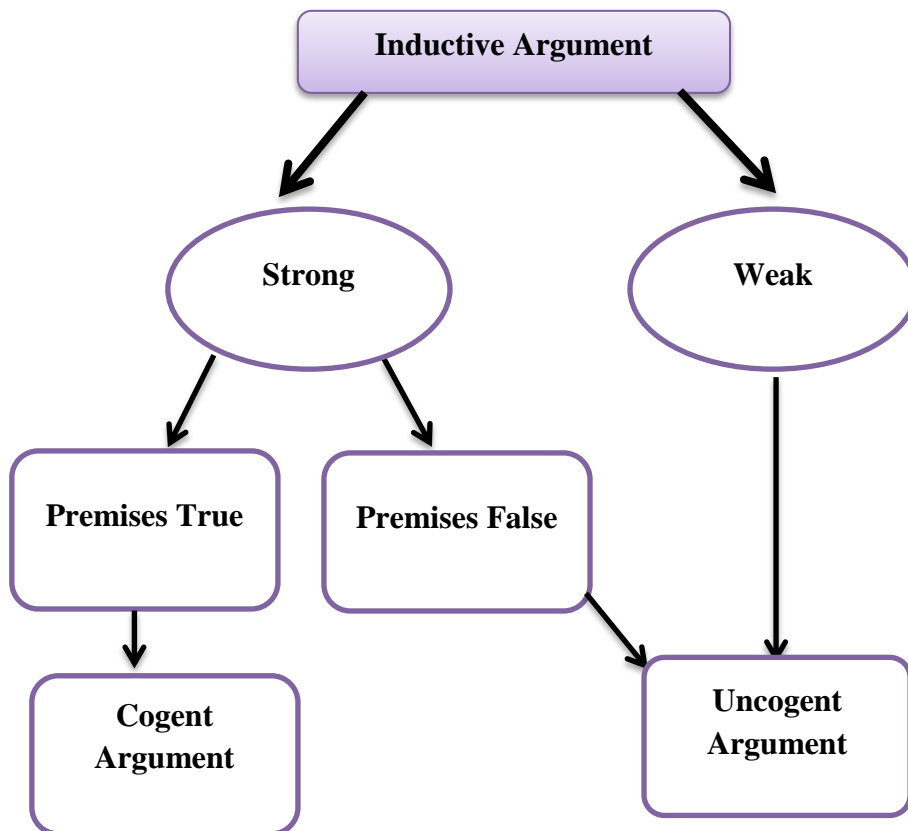 Inductive Argument
Strong
Weak
Premises True
Premises False
Cogent
Argument
Uncogent
Argument